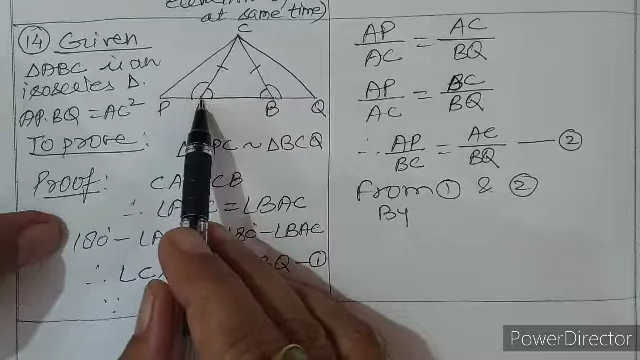 at same time)
14 Given
ΔABC is an
isosceles Δ.
AP.BQ = AC²
To prove:
PC ~ ΔBCQ
Proof: CA CB
∴ ∠A = ∠BAC
180° - ∠A 180° - ∠BAC
∴ ∠C BQ - ①
∵
C
P
B
Q
AP/AC = AC/BQ
AP/AC = BC/BQ
∴ AP/BC = AC/BQ — ②
From ① & ②
By
PowerDirector